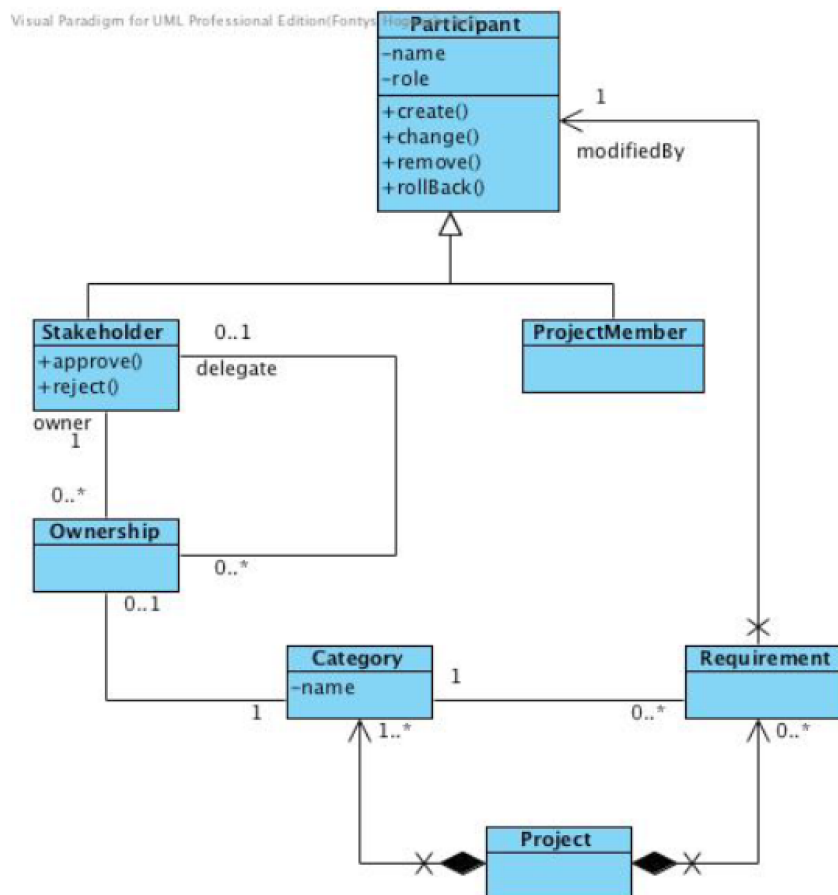 Visual Paradigm for UML Professional Edition(Fontys
Participant
-name
-role
+create()
+change()
+remove()
+rollBack()
1
modifiedBy
Stakeholder
+approve()
+reject()
0..1
delegate
ProjectMember
owner
1
0..*
Ownership
0..*
0..1
Category
-name
1
Requirement
1
0..*
1..*
0..*
Project